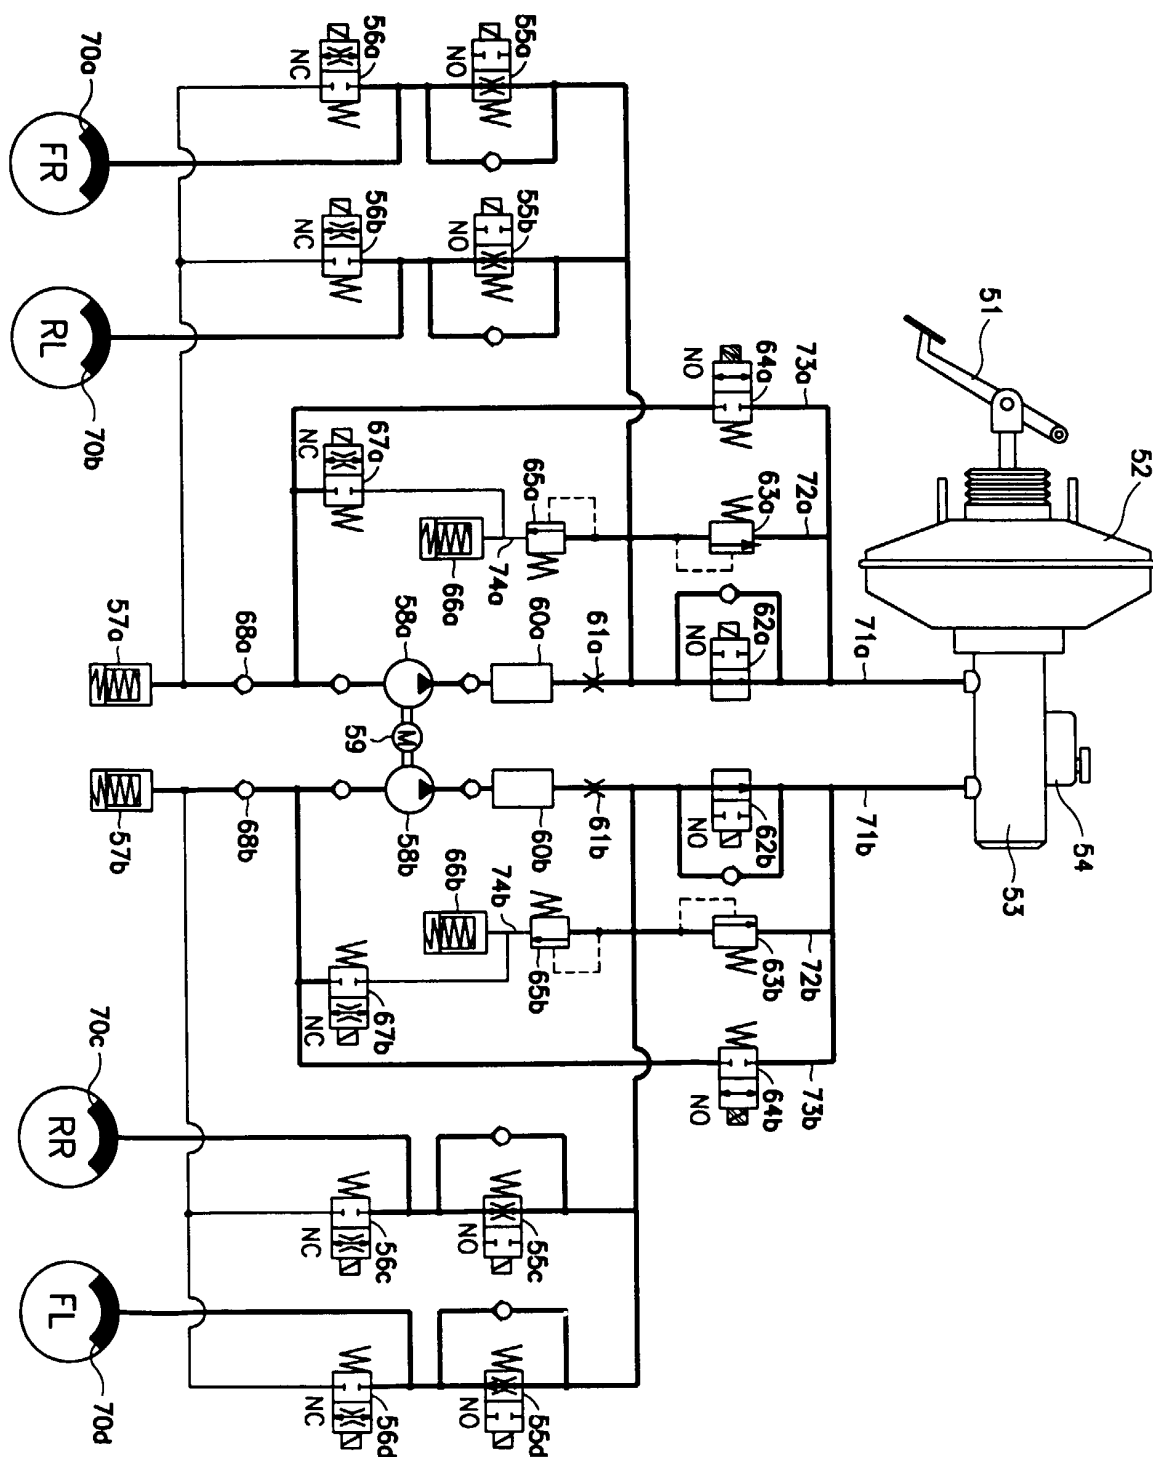 51
52
53
54
71a
71b
73a
72a
72b
73b
64a
NO
63a
62a
NO
62b
NO
63b
64b
NO
55a
NO
55b
NO
65a
61a
61b
65b
55c
NO
55d
NO
60a
60b
74a
74b
66a
66b
56a
NC
56b
NC
67a
NC
58a
59
M
58b
67b
NC
56c
NC
56d
NC
68a
68b
57a
57b
70a
FR
RL
70b
70c
RR
FL
70d